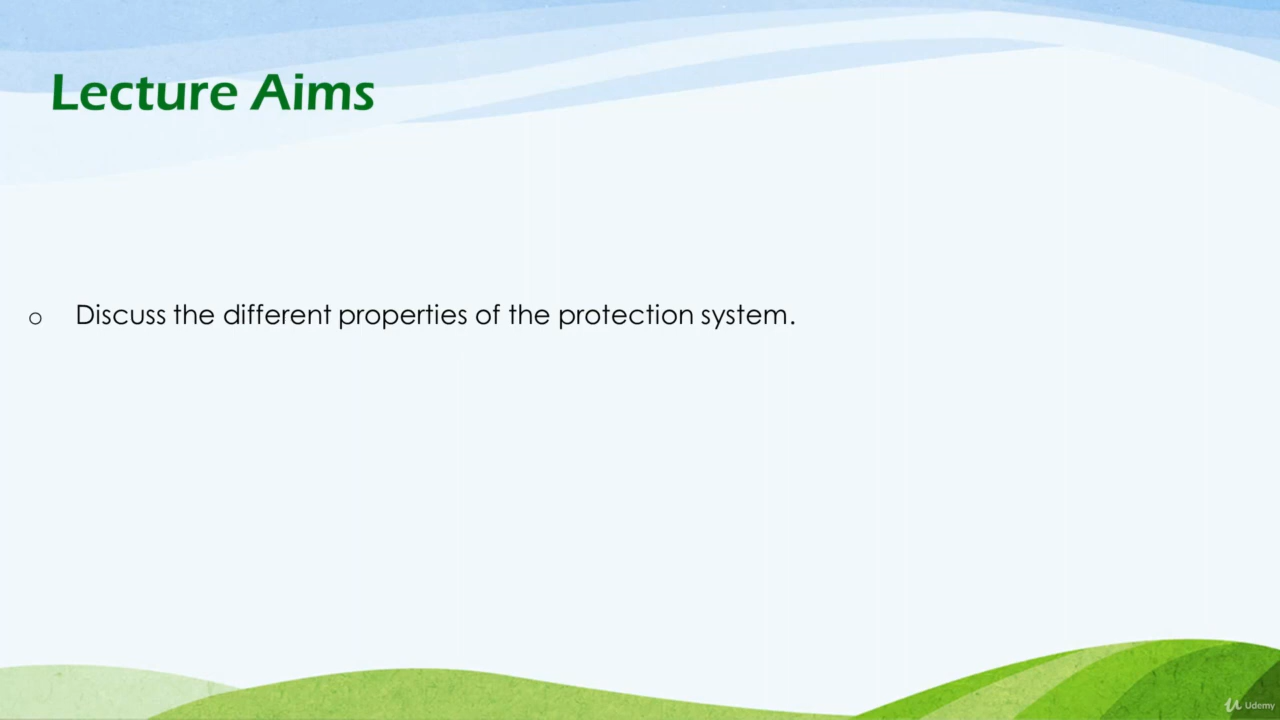 Lecture Aims
o Discuss the different properties of the protection system.
Udemy